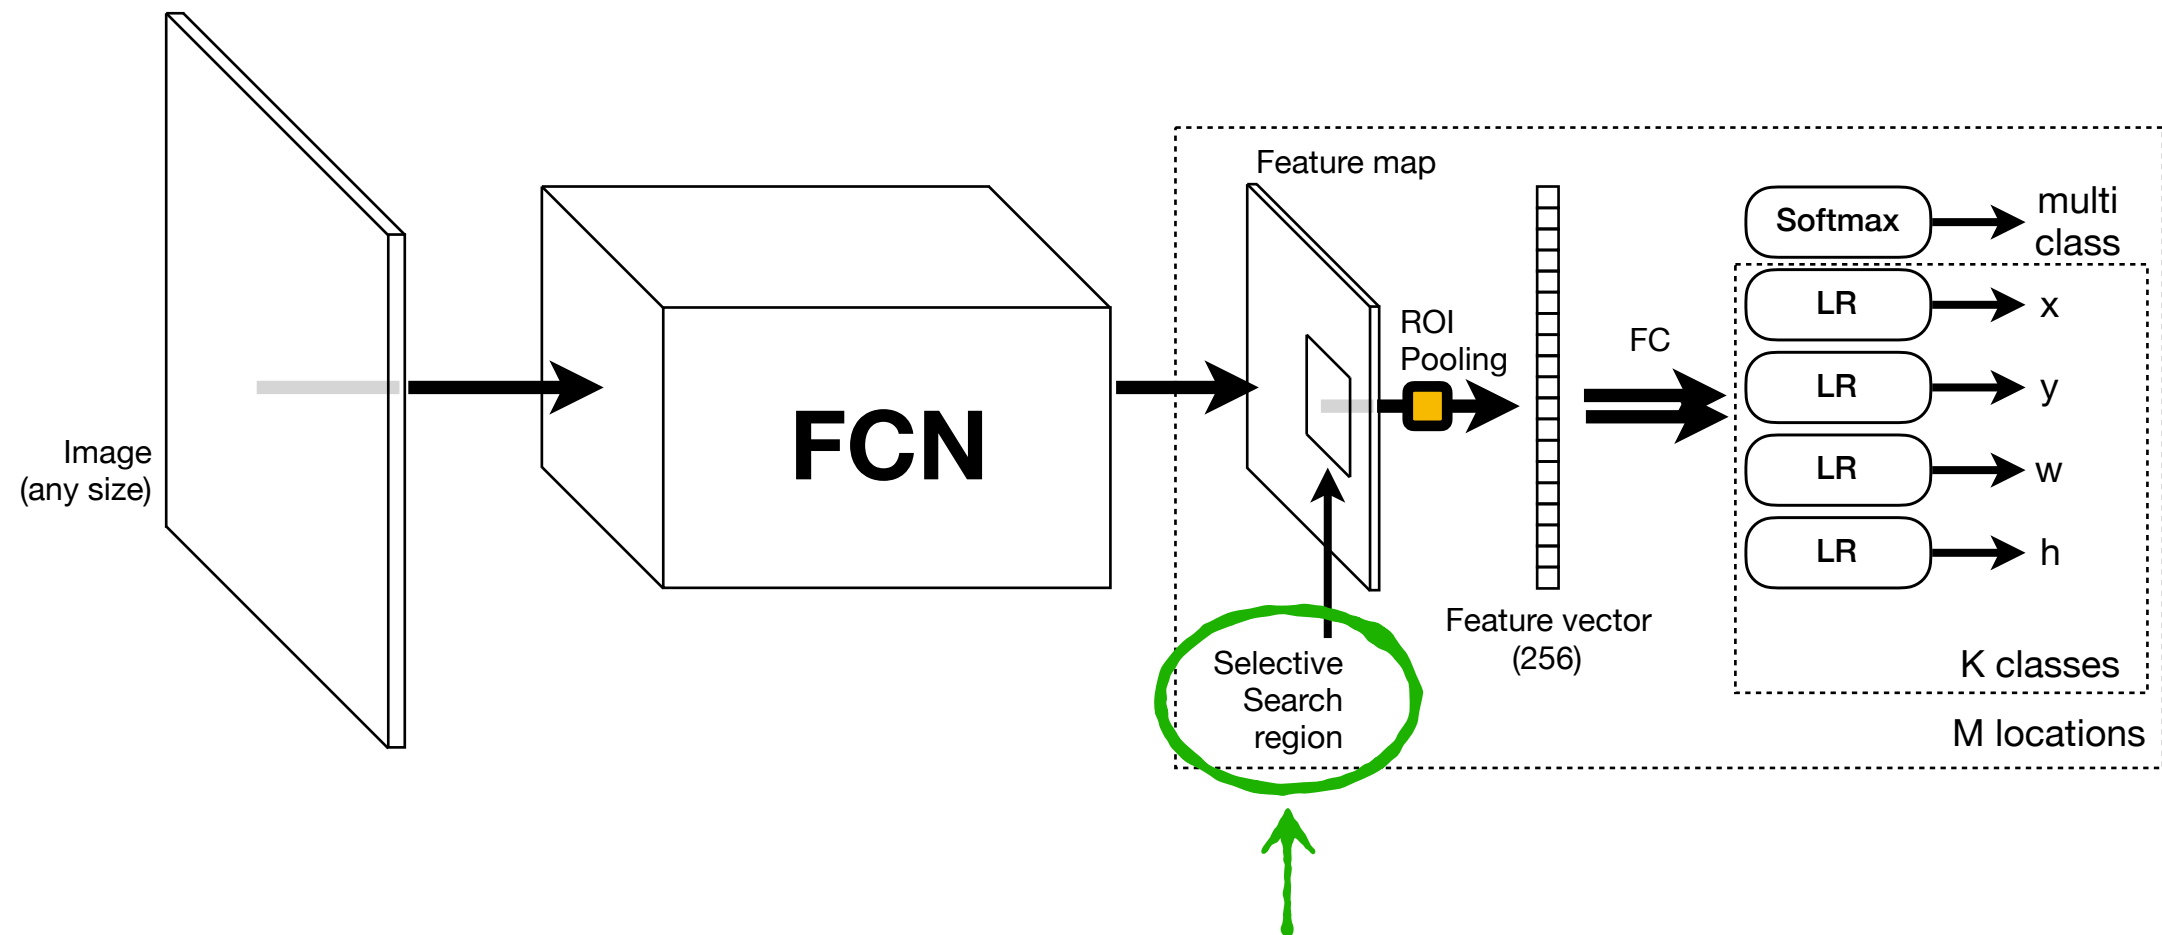 Image
(any size)
FCN
Feature map
ROI
Pooling
Selective
Search
region
Feature vector
(256)
FC
Softmax
multi
class
LR
x
LR
y
LR
w
LR
h
K classes
M locations